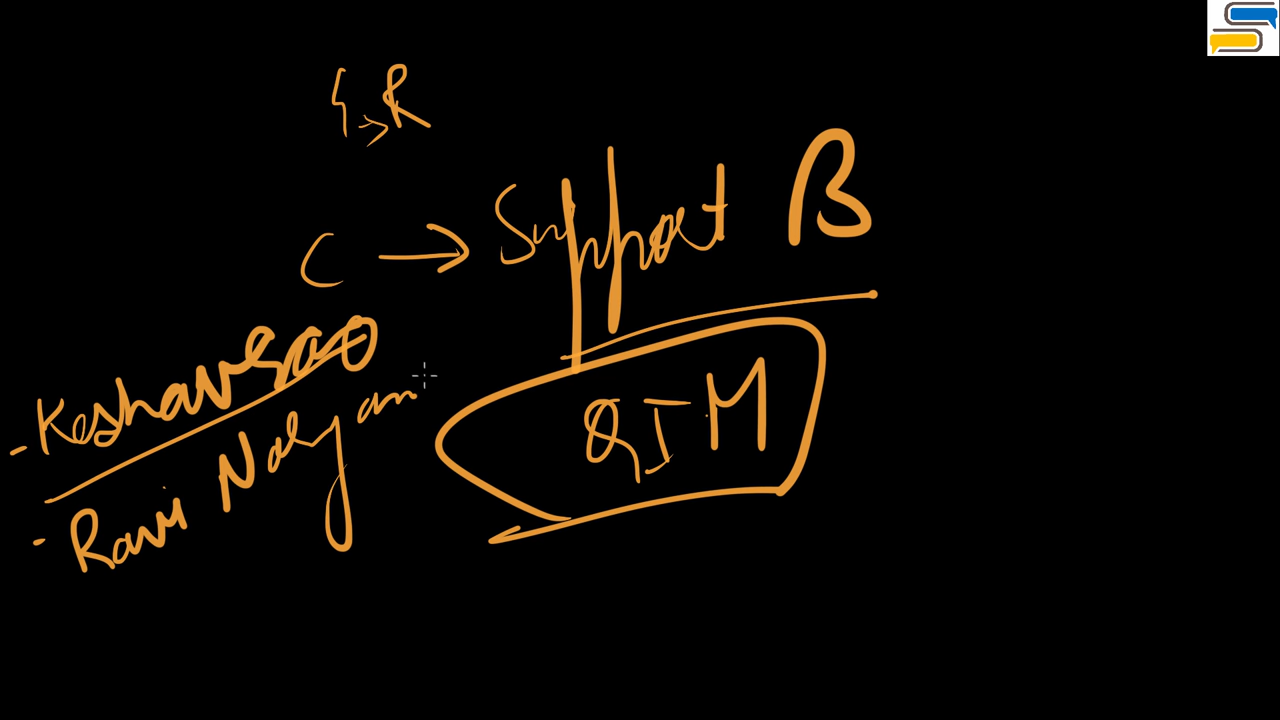 R
C → Support B
- Keshavrao
QIM
- Ravi Narayan